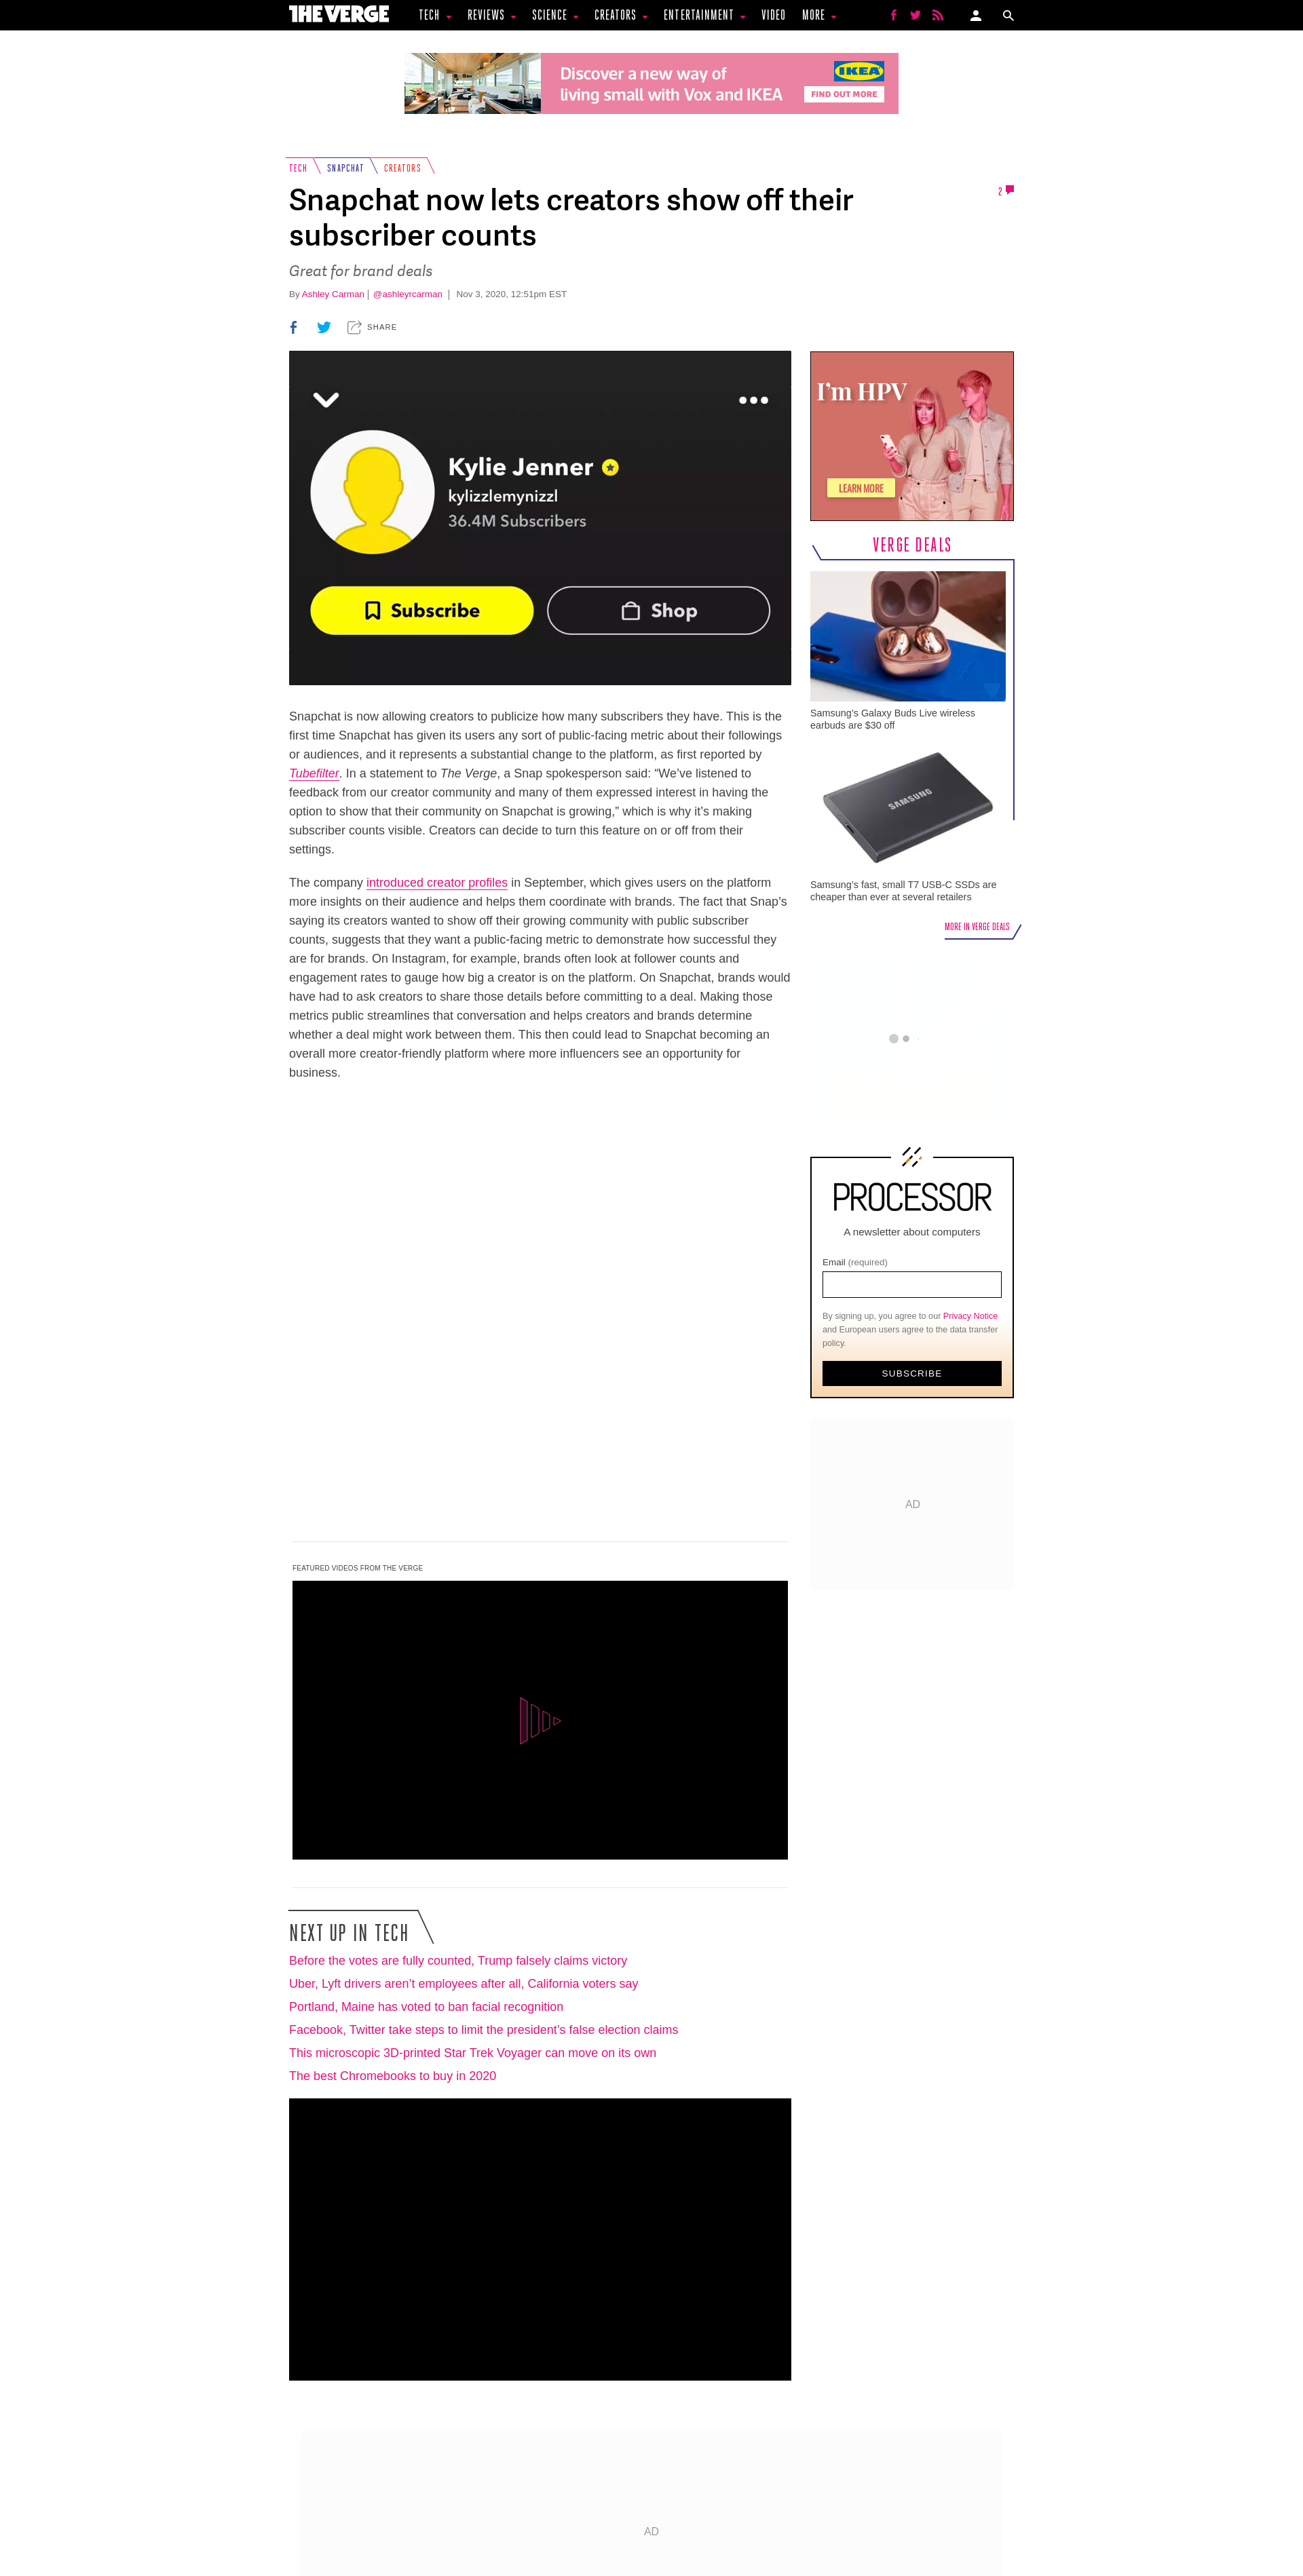 THE VERGE
TECH REVIEWS SCIENCE CREATORS ENTERTAINMENT VIDEO MORE
Discover a new way of
living small with Vox and IKEA
IKEA
FIND OUT MORE
TECH SNAPCHAT CREATORS
Snapchat now lets creators show off their
subscriber counts
2
Great for brand deals
By Ashley Carman | @ashleyrcarman | Nov 3, 2020, 12:51pm EST
SHARE
Kylie Jenner
kylizzlemynizzl
36.4M Subscribers
Subscribe
Shop
Snapchat is now allowing creators to publicize how many subscribers they have. This is the
first time Snapchat has given its users any sort of public-facing metric about their followings
or audiences, and it represents a substantial change to the platform, as first reported by
Tubefilter. In a statement to The Verge, a Snap spokesperson said: “We’ve listened to
feedback from our creator community and many of them expressed interest in having the
option to show that their community on Snapchat is growing,” which is why it’s making
subscriber counts visible. Creators can decide to turn this feature on or off from their
settings.
The company introduced creator profiles in September, which gives users on the platform
more insights on their audience and helps them coordinate with brands. The fact that Snap’s
saying its creators wanted to show off their growing community with public subscriber
counts, suggests that they want a public-facing metric to demonstrate how successful they
are for brands. On Instagram, for example, brands often look at follower counts and
engagement rates to gauge how big a creator is on the platform. On Snapchat, brands would
have had to ask creators to share those details before committing to a deal. Making those
metrics public streamlines that conversation and helps creators and brands determine
whether a deal might work between them. This then could lead to Snapchat becoming an
overall more creator-friendly platform where more influencers see an opportunity for
business.
I’m HPV
LEARN MORE
VERGE DEALS
Samsung’s Galaxy Buds Live wireless
earbuds are $30 off
SAMSUNG
Samsung’s fast, small T7 USB-C SSDs are
cheaper than ever at several retailers
MORE IN VERGE DEALS
PROCESSOR
A newsletter about computers
Email (required)
By signing up, you agree to our Privacy Notice
and European users agree to the data transfer
policy.
SUBSCRIBE
AD
FEATURED VIDEOS FROM THE VERGE
NEXT UP IN TECH
Before the votes are fully counted, Trump falsely claims victory
Uber, Lyft drivers aren’t employees after all, California voters say
Portland, Maine has voted to ban facial recognition
Facebook, Twitter take steps to limit the president’s false election claims
This microscopic 3D-printed Star Trek Voyager can move on its own
The best Chromebooks to buy in 2020
AD